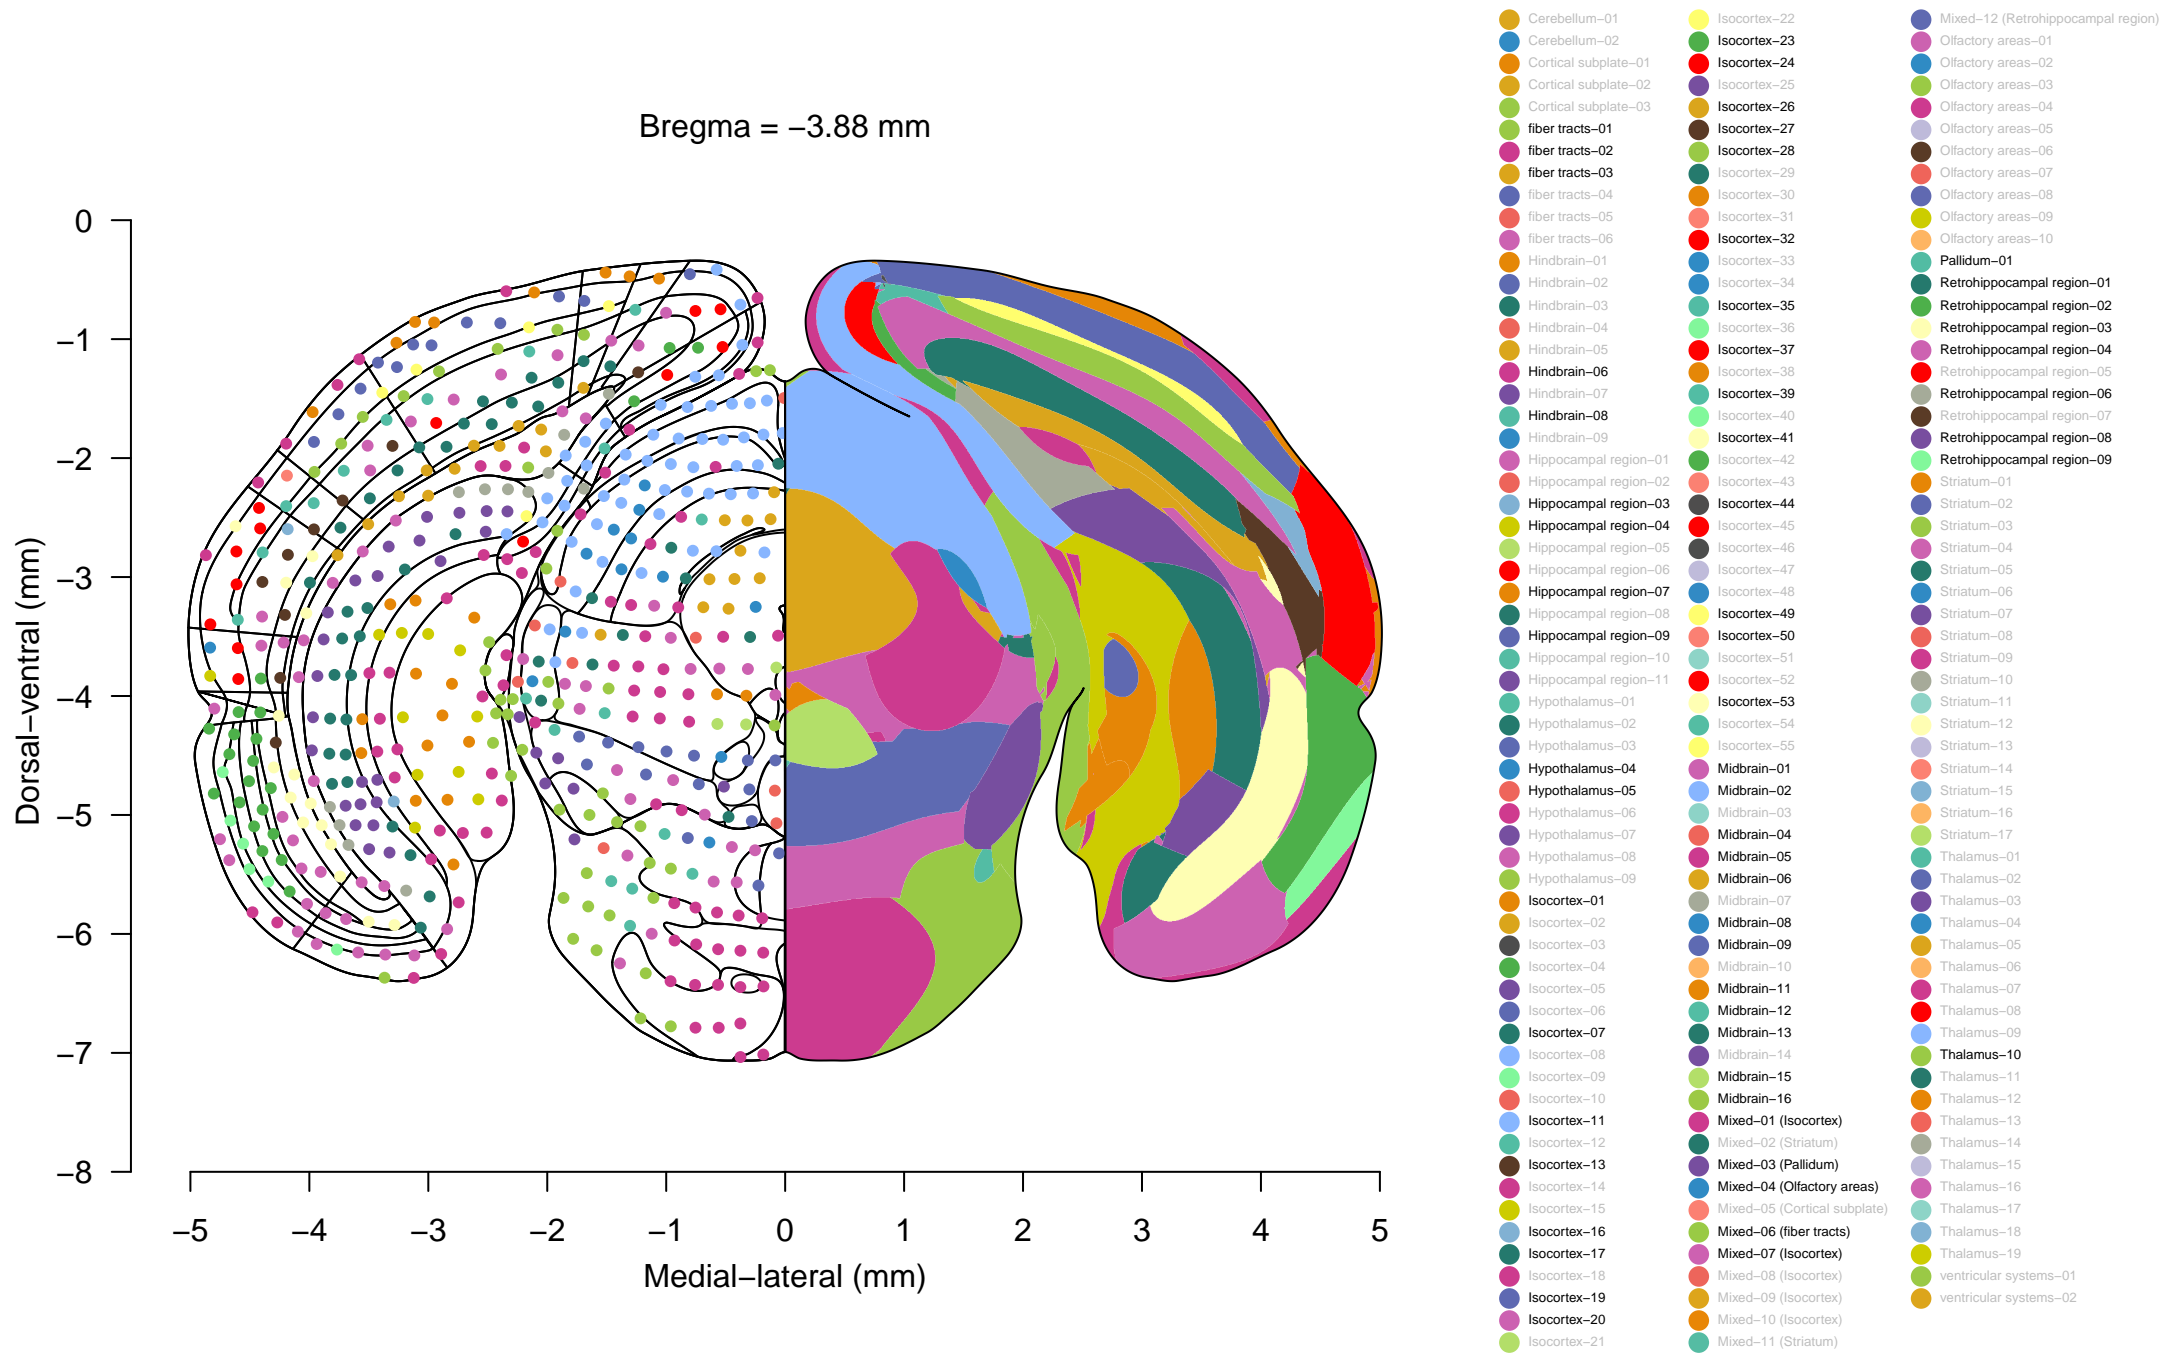 Bregma = −3.88 mm
0
−1
−2
−3
−4
−5
−6
−7
−8
Dorsal−ventral (mm)
−5
−4
−3
−2
−1
0
1
2
3
4
5
Medial−lateral (mm)
Cerebellum−01
Cerebellum−02
Cortical subplate−01
Cortical subplate−02
Cortical subplate−03
fiber tracts−01
fiber tracts−02
fiber tracts−03
fiber tracts−04
fiber tracts−05
fiber tracts−06
Hindbrain−01
Hindbrain−02
Hindbrain−03
Hindbrain−04
Hindbrain−05
Hindbrain−06
Hindbrain−07
Hindbrain−08
Hindbrain−09
Hippocampal region−01
Hippocampal region−02
Hippocampal region−03
Hippocampal region−04
Hippocampal region−05
Hippocampal region−06
Hippocampal region−07
Hippocampal region−08
Hippocampal region−09
Hippocampal region−10
Hippocampal region−11
Hypothalamus−01
Hypothalamus−02
Hypothalamus−03
Hypothalamus−04
Hypothalamus−05
Hypothalamus−06
Hypothalamus−07
Hypothalamus−08
Hypothalamus−09
Isocortex−01
Isocortex−02
Isocortex−03
Isocortex−04
Isocortex−05
Isocortex−06
Isocortex−07
Isocortex−08
Isocortex−09
Isocortex−10
Isocortex−11
Isocortex−12
Isocortex−13
Isocortex−14
Isocortex−15
Isocortex−16
Isocortex−17
Isocortex−18
Isocortex−19
Isocortex−20
Isocortex−21
Isocortex−22
Isocortex−23
Isocortex−24
Isocortex−25
Isocortex−26
Isocortex−27
Isocortex−28
Isocortex−29
Isocortex−30
Isocortex−31
Isocortex−32
Isocortex−33
Isocortex−34
Isocortex−35
Isocortex−36
Isocortex−37
Isocortex−38
Isocortex−39
Isocortex−40
Isocortex−41
Isocortex−42
Isocortex−43
Isocortex−44
Isocortex−45
Isocortex−46
Isocortex−47
Isocortex−48
Isocortex−49
Isocortex−50
Isocortex−51
Isocortex−52
Isocortex−53
Isocortex−54
Isocortex−55
Midbrain−01
Midbrain−02
Midbrain−03
Midbrain−04
Midbrain−05
Midbrain−06
Midbrain−07
Midbrain−08
Midbrain−09
Midbrain−10
Midbrain−11
Midbrain−12
Midbrain−13
Midbrain−14
Midbrain−15
Midbrain−16
Mixed−01 (Isocortex)
Mixed−02 (Striatum)
Mixed−03 (Pallidum)
Mixed−04 (Olfactory areas)
Mixed−05 (Cortical subplate)
Mixed−06 (fiber tracts)
Mixed−07 (Isocortex)
Mixed−08 (Isocortex)
Mixed−09 (Isocortex)
Mixed−10 (Isocortex)
Mixed−11 (Striatum)
Mixed−12 (Retrohippocampal region)
Olfactory areas−01
Olfactory areas−02
Olfactory areas−03
Olfactory areas−04
Olfactory areas−05
Olfactory areas−06
Olfactory areas−07
Olfactory areas−08
Olfactory areas−09
Olfactory areas−10
Pallidum−01
Retrohippocampal region−01
Retrohippocampal region−02
Retrohippocampal region−03
Retrohippocampal region−04
Retrohippocampal region−05
Retrohippocampal region−06
Retrohippocampal region−07
Retrohippocampal region−08
Retrohippocampal region−09
Striatum−01
Striatum−02
Striatum−03
Striatum−04
Striatum−05
Striatum−06
Striatum−07
Striatum−08
Striatum−09
Striatum−10
Striatum−11
Striatum−12
Striatum−13
Striatum−14
Striatum−15
Striatum−16
Striatum−17
Thalamus−01
Thalamus−02
Thalamus−03
Thalamus−04
Thalamus−05
Thalamus−06
Thalamus−07
Thalamus−08
Thalamus−09
Thalamus−10
Thalamus−11
Thalamus−12
Thalamus−13
Thalamus−14
Thalamus−15
Thalamus−16
Thalamus−17
Thalamus−18
Thalamus−19
ventricular systems−01
ventricular systems−02